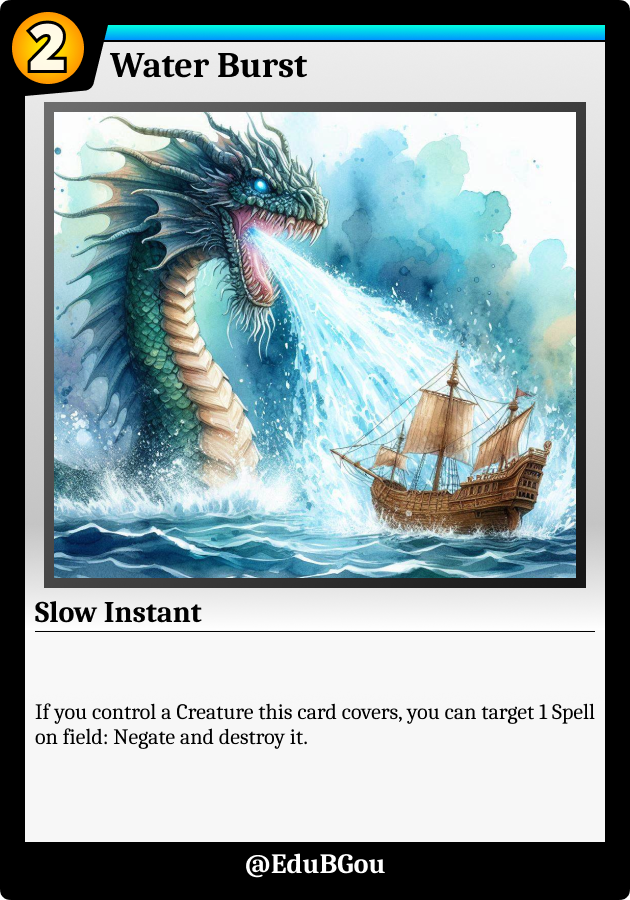 2
Water Burst
Slow Instant
If you control a Creature this card covers, you can target 1 Spell
on field: Negate and destroy it.
@EduBGou